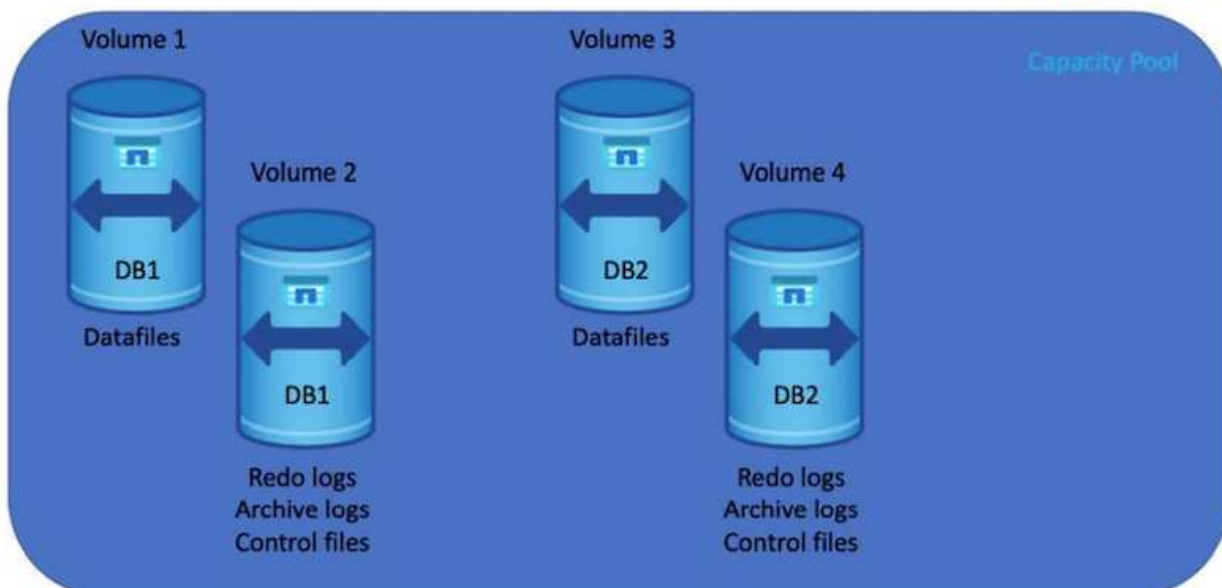 Capacity Pool
Volume 1
DB1
Datafiles
Volume 2
DB1
Redo logs
Archive logs
Control files
Volume 3
DB2
Datafiles
Volume 4
DB2
Redo logs
Archive logs
Control files